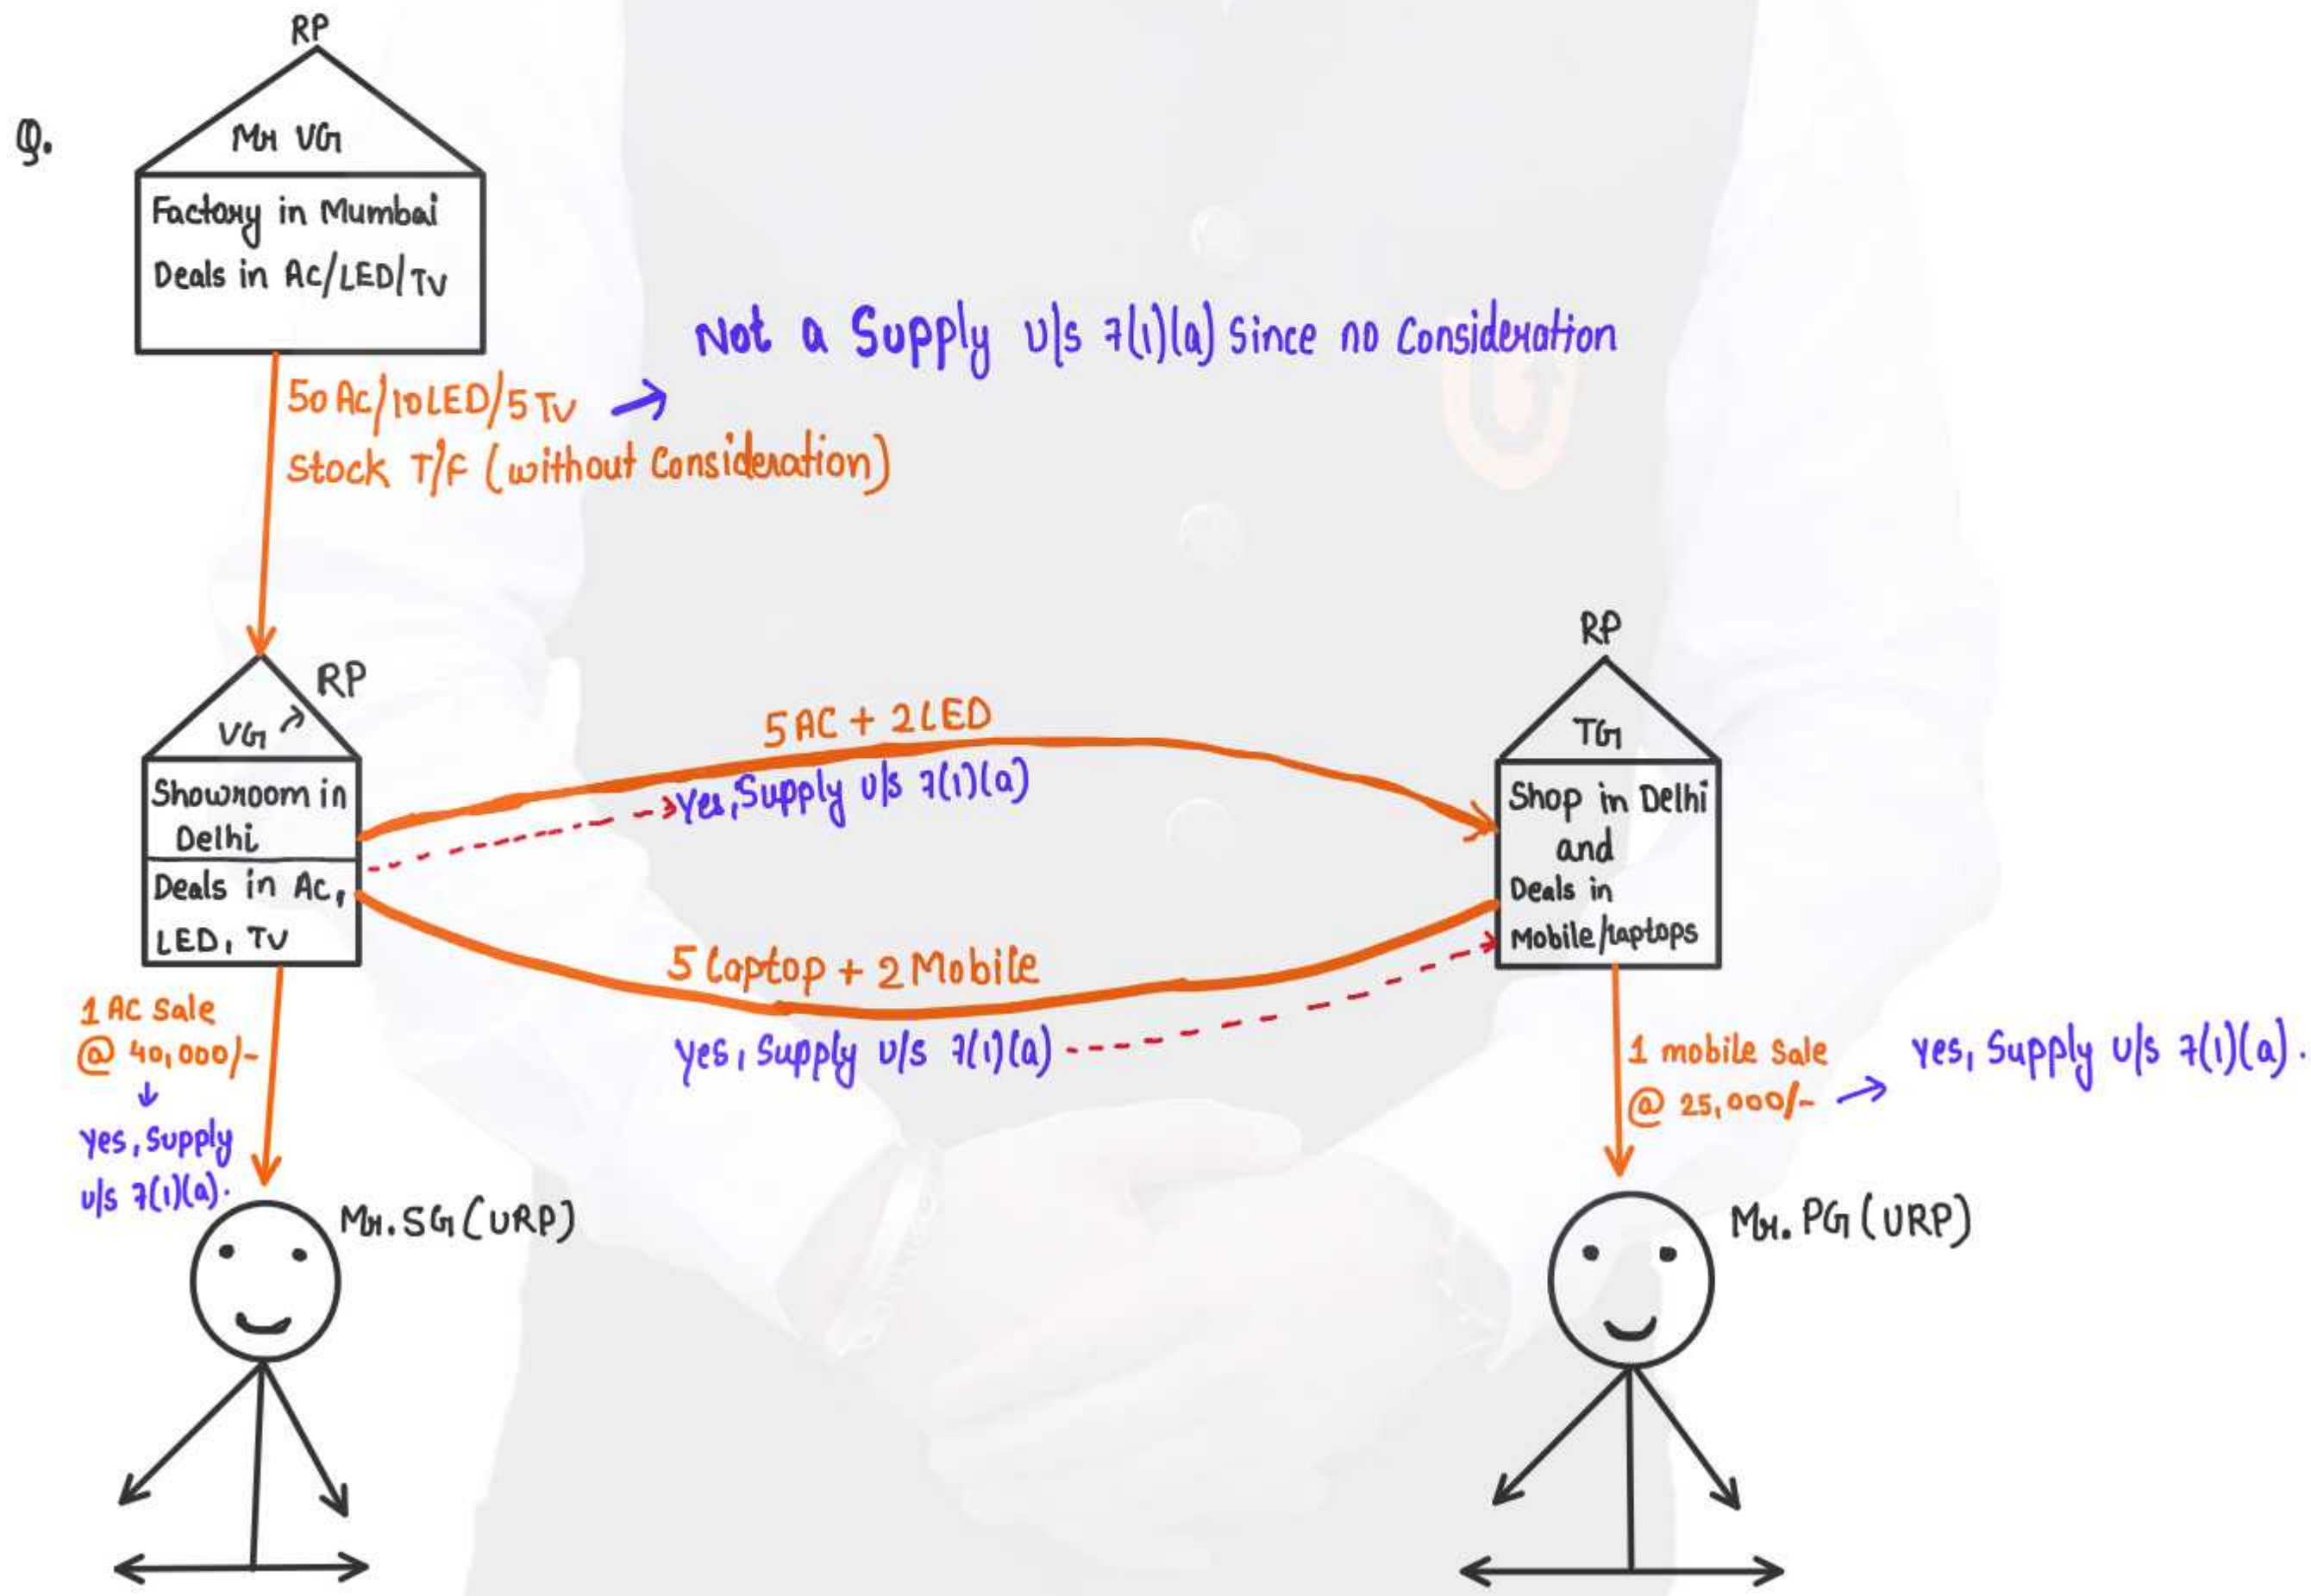 RP
Q.
Mr VG
Factory in Mumbai
Deals in Ac/LED/TV
Not a Supply u/s 7(1)(a) Since no Consideration
50 Ac/10 LED/5 TV
Stock T/F (without Consideration)
RP
VG
Showroom in
Delhi
Deals in Ac,
LED, TV
5 AC + 2 LED
Yes, Supply u/s 7(1)(a)
RP
TG
Shop in Delhi
and
Deals in
Mobile/laptops
5 Laptop + 2 Mobile
Yes, Supply u/s 7(1)(a)
1 AC Sale
@ 40,000/-
Yes, Supply
u/s 7(1)(a).
1 mobile Sale
@ 25,000/-
Yes, Supply u/s 7(1)(a).
Mr. SG (URP)
Mr. PG (URP)